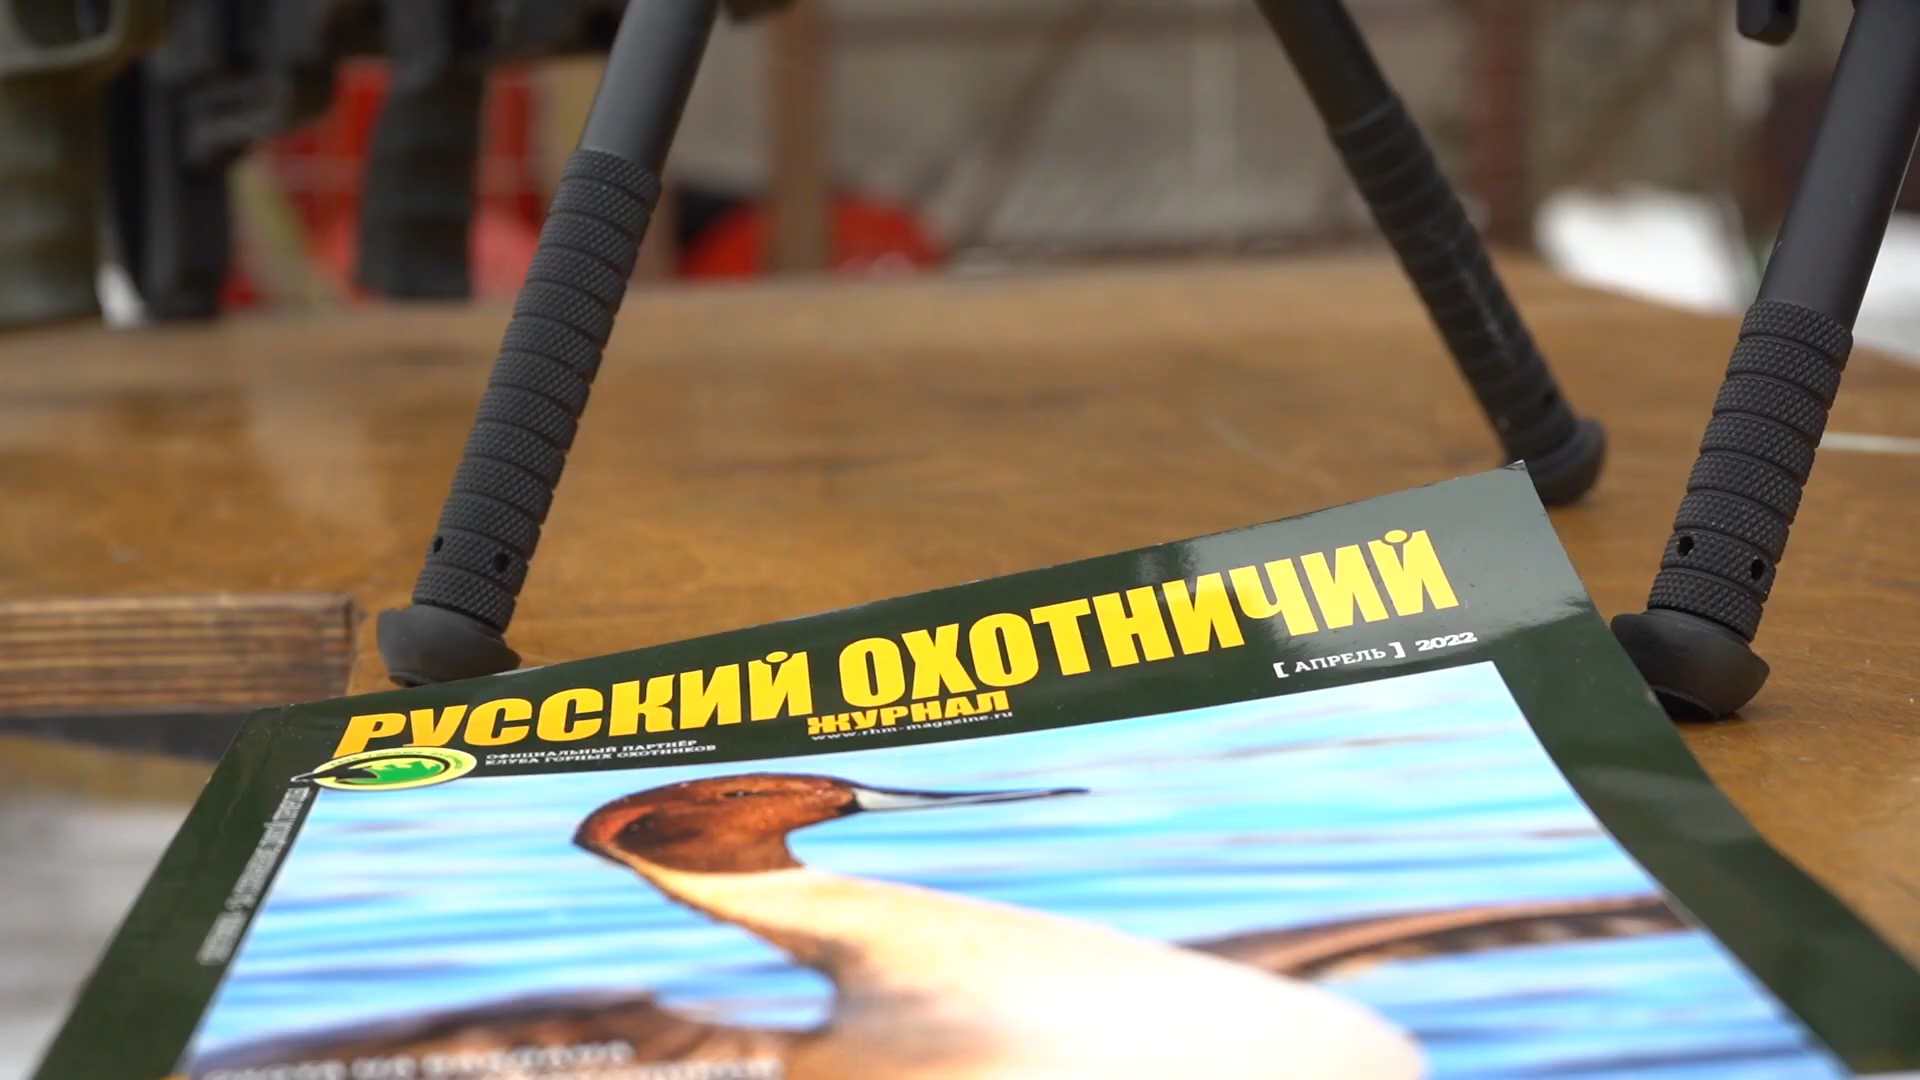 РУССКИЙ ОХОТНИЧИЙ
ЖУРНАЛ
[ АПРЕЛЬ ] 2022
www.rhm-magazine.ru
ОФИЦИАЛЬНЫЙ ПАРТНЁР
КЛУБА ГОРНЫХ ОХОТНИКОВ